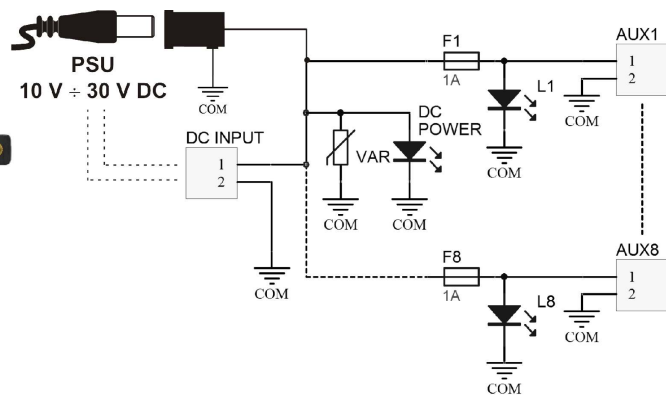 PSU
10 V ÷ 30 V DC
COM
DC INPUT
1
2
COM
VAR
COM
DC
POWER
COM
F1
1A
L1
COM
AUX1
1
2
COM
F8
1A
L8
COM
AUX8
1
2
COM